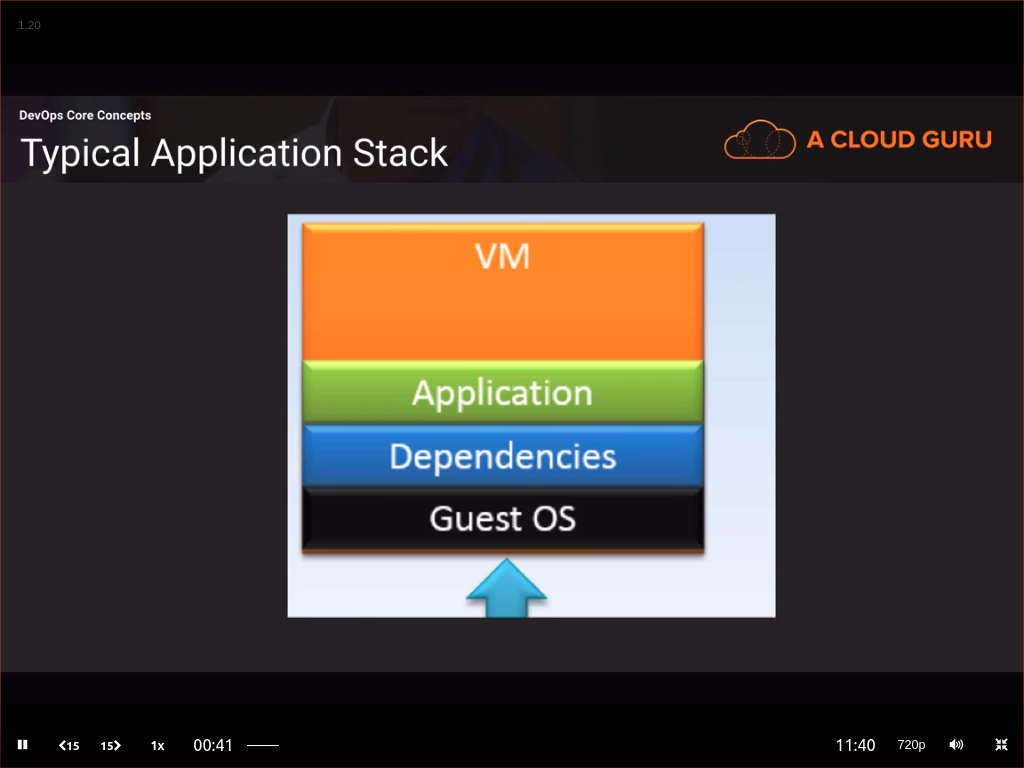 1.20
DevOps Core Concepts
Typical Application Stack
A CLOUD GURU
VM
Application
Dependencies
Guest OS
15 15 1x 00:41 11:40 720p